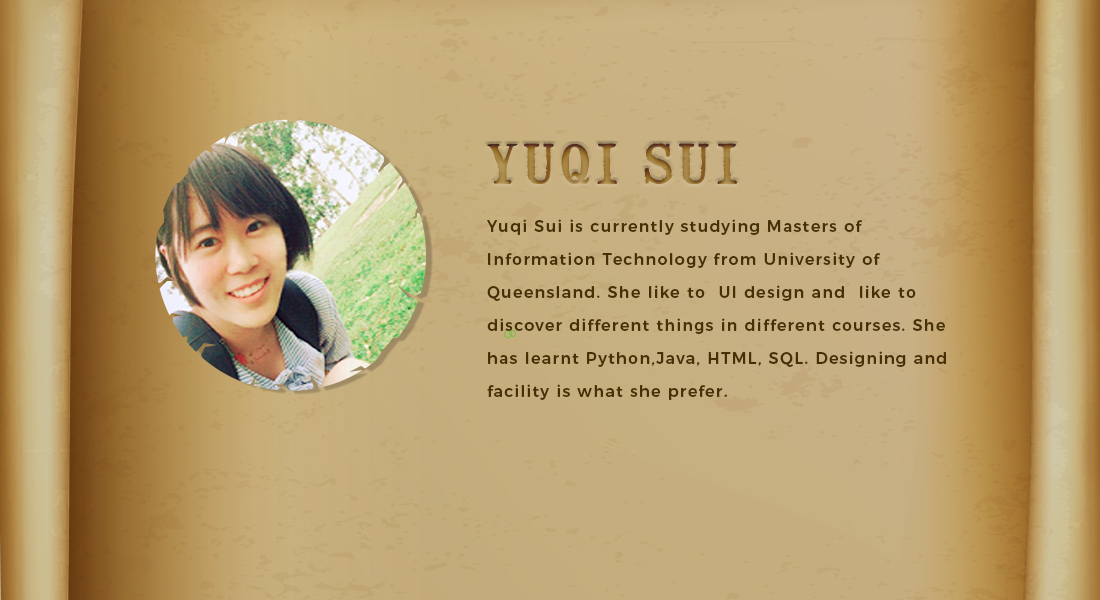 YUQI SUI
Yuqi Sui is currently studying Masters of
Information Technology from University of
Queensland. She like to  UI design and  like to
discover different things in different courses. She
has learnt Python,Java, HTML, SQL. Designing and
facility is what she prefer.